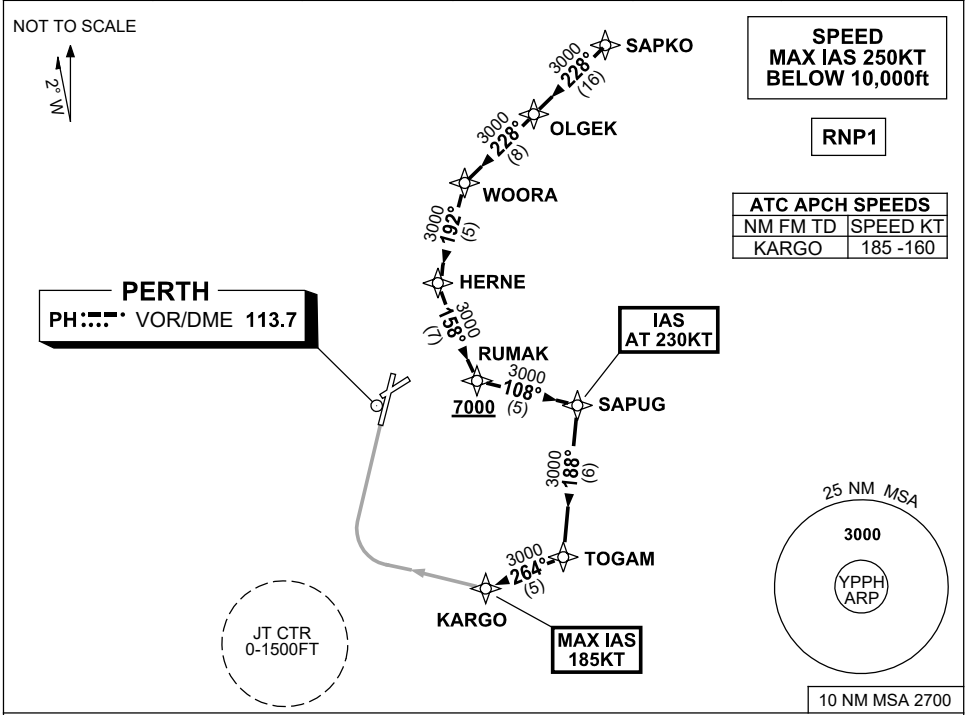 NOT TO SCALE
2° W
SPEED
MAX IAS 250KT
BELOW 10,000ft
RNP1
ATC APCH SPEEDS
NM FM TD SPEED KT
KARGO 185 -160
SAPKO
3000
228°
(16)
OLGEK
3000
228°
(8)
WOORA
3000
192°
(5)
HERNE
3000
158°
(7)
PERTH
PH VOR/DME 113.7
RUMAK
7000
3000
108°
(5)
IAS
AT 230KT
SAPUG
3000
188°
(6)
TOGAM
3000
264°
(5)
KARGO
MAX IAS
185KT
JT CTR
0-1500FT
25 NM MSA
3000
YPPH
ARP
10 NM MSA 2700